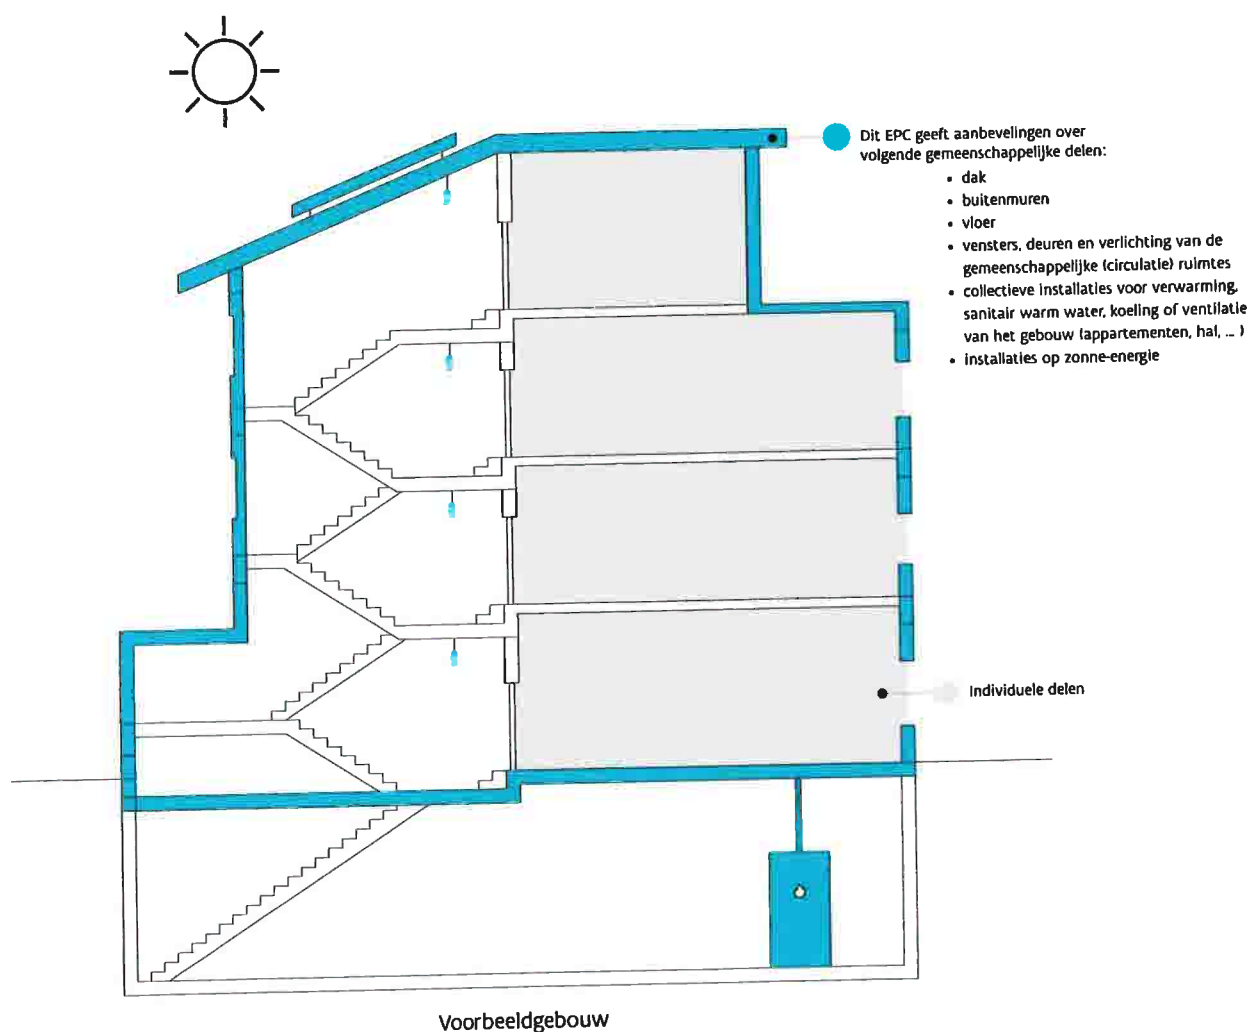 Dit EPC geeft aanbevelingen over
volgende gemeenschappelijke delen:
• dak
• buitenmuren
• vloer
• vensters, deuren en verlichting van de
gemeenschappelijke (circulatie) ruimtes
• collectieve installaties voor verwarming,
sanitair warm water, koeling of ventilatie
van het gebouw (appartementen, hal, ... )
• installaties op zonne-energie
Individuele delen
Voorbeeldgebouw